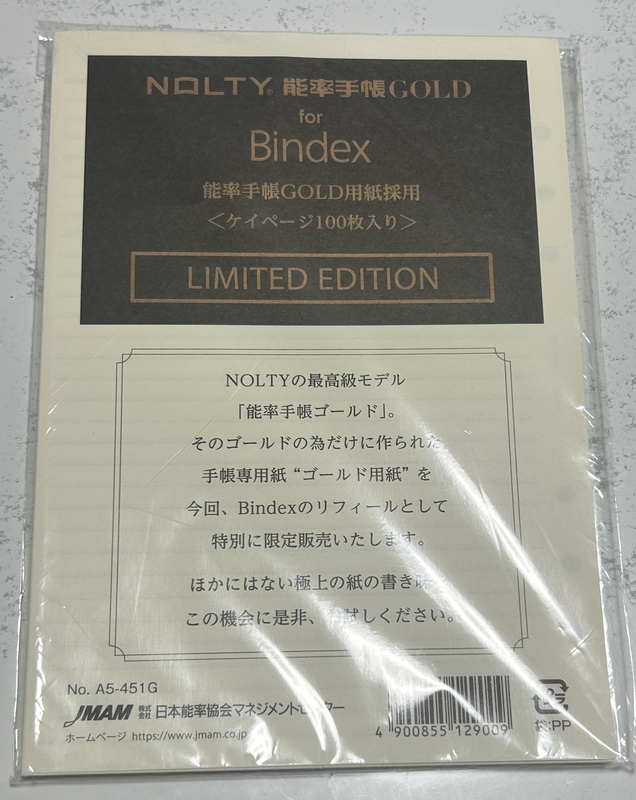 NOLTY® 能率手帳GOLD
for
Bindex
能率手帳GOLD用紙採用
＜ケイページ100枚入り＞
LIMITED EDITION
NOLTYの最高級モデル
「能率手帳ゴールド」。
そのゴールドの為だけに作られた
手帳専用紙“ゴールド用紙”を
今回、Bindexのリフィールとして
特別に限定販売いたします。
ほかにはない極上の紙の書き味を
この機会に是非、お試しください。
No. A5-451G
JMAM 株式会社 日本能率協会マネジメントセンター
ホームページ https://www.jmam.co.jp
4 900855 129009
袋:PP